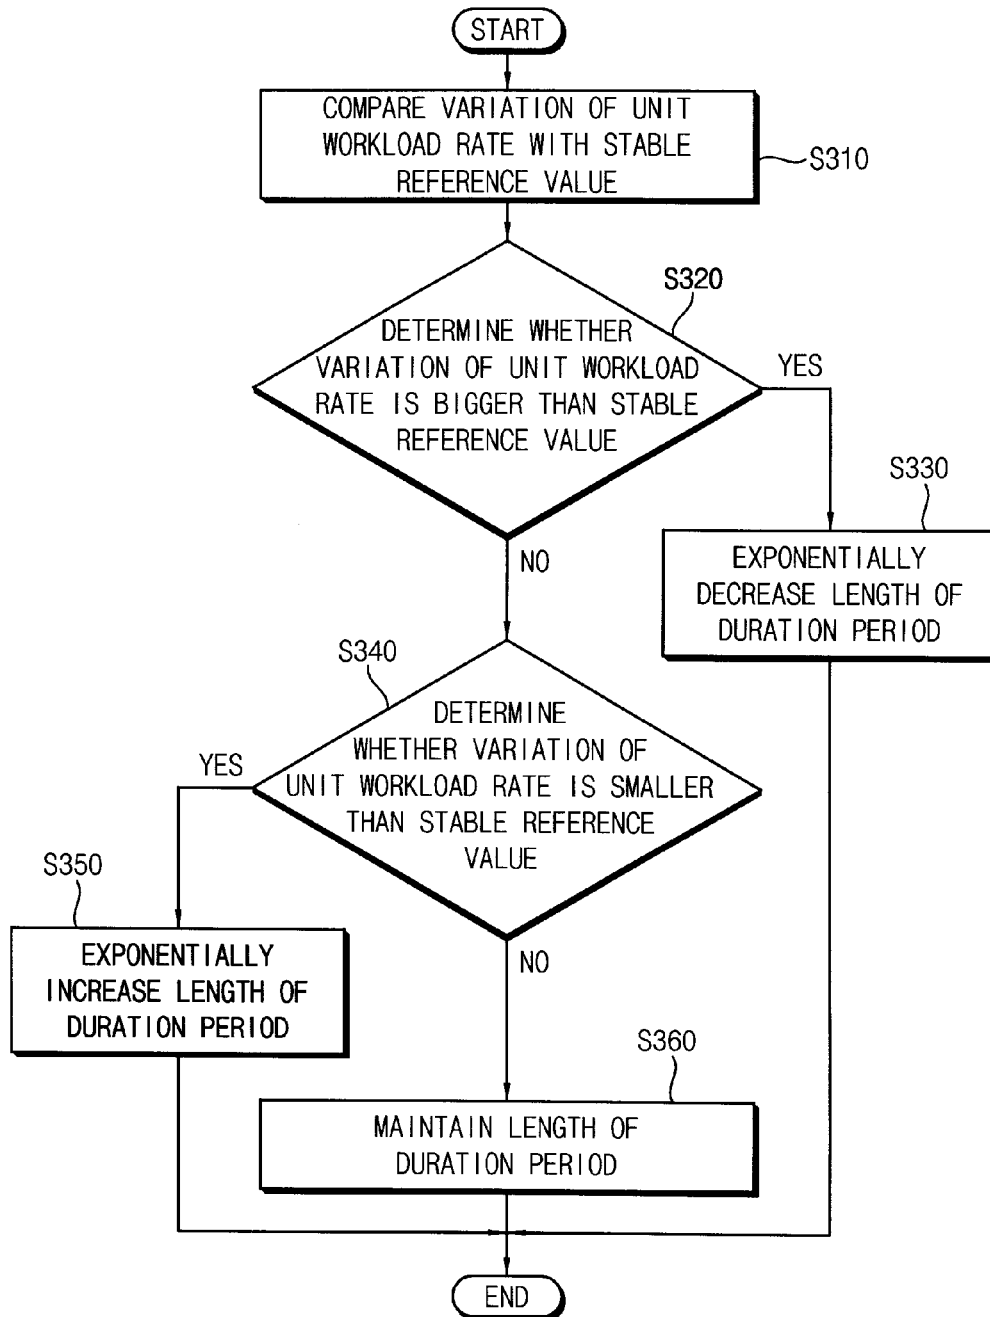 START
COMPARE VARIATION OF UNIT
WORKLOAD RATE WITH STABLE
REFERENCE VALUE
S310
S320
DETERMINE WHETHER
VARIATION OF UNIT WORKLOAD
RATE IS BIGGER THAN STABLE
REFERENCE VALUE
YES
NO
S330
EXPONENTIALLY
DECREASE LENGTH OF
DURATION PERIOD
S340
DETERMINE
WHETHER VARIATION OF
UNIT WORKLOAD RATE IS SMALLER
THAN STABLE REFERENCE
VALUE
YES
NO
S350
EXPONENTIALLY
INCREASE LENGTH OF
DURATION PERIOD
S360
MAINTAIN LENGTH OF
DURATION PERIOD
END